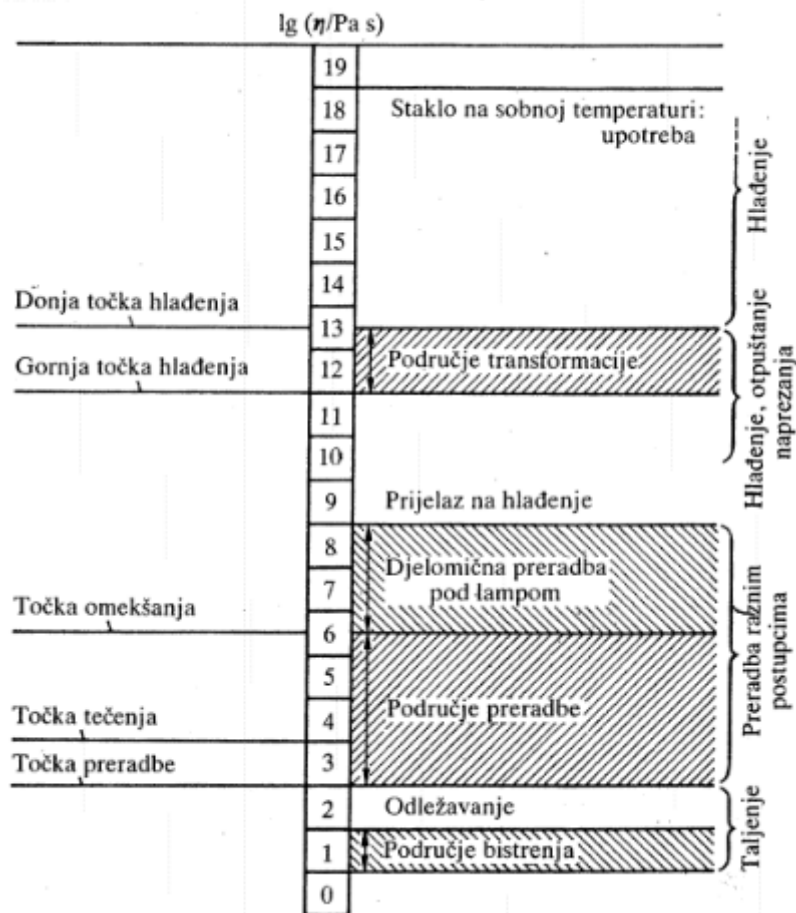 lg (η/Pa s)
19
18
Staklo na sobnoj temperaturi:
upotreba
17
16
15
14
Hlađenje
Donja točka hlađenja
13
Gornja točka hlađenja
12
Područje transformacije
11
10
Hlađenje, otpuštanje
naprezanja
9
Prijelaz na hlađenje
8
7
Djelomična preradba
pod lampom
Točka omekšanja
6
5
Točka tečenja
4
Područje preradbe
Točka preradbe
3
Preradba raznim
postupcima
2
Odležavanje
1
Područje bistrenja
Taljenje
0